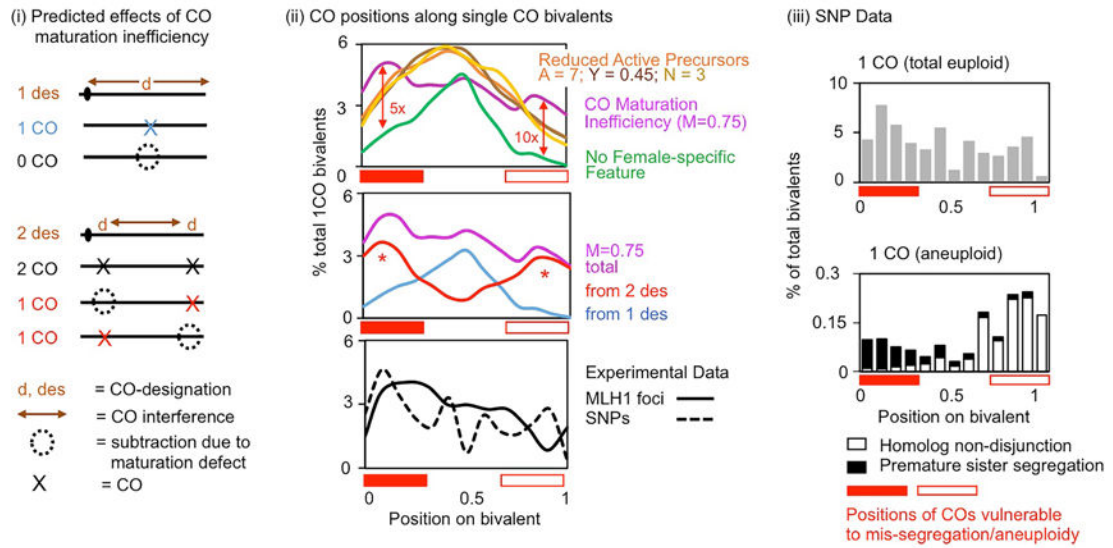 (i) Predicted effects of CO
maturation inefficiency
d
1 des
1 CO
0 CO
d d
2 des
2 CO
1 CO
1 CO
d, des = CO-designation
= CO interference
= subtraction due to
maturation defect
X = CO
(ii) CO positions along single CO bivalents
% total 1CO bivalents
6
3
0
5x
10x
Reduced Active Precursors
A = 7; Y = 0.45; N = 3
CO Maturation
Inefficiency (M=0.75)
No Female-specific
Feature
6
3
0
*
*
M=0.75
total
from 2 des
from 1 des
6
3
0
Experimental Data
MLH1 foci
SNPs
0 0.5 1
Position on bivalent
(iii) SNP Data
1 CO (total euploid)
% of total bivalents
10
5
0
0 0.5 1
1 CO (aneuploid)
0.3
0.15
0
0 0.5 1
Position on bivalent
Homolog non-disjunction
Premature sister segregation
Positions of COs vulnerable
to mis-segregation/aneuploidy